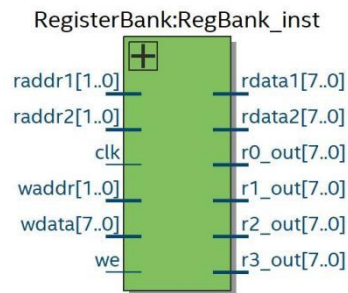 RegisterBank:RegBank_inst
raddr1[1..0] rdata1[7..0]
raddr2[1..0] rdata2[7..0]
clk r0_out[7..0]
waddr[1..0] r1_out[7..0]
wdata[7..0] r2_out[7..0]
we r3_out[7..0]